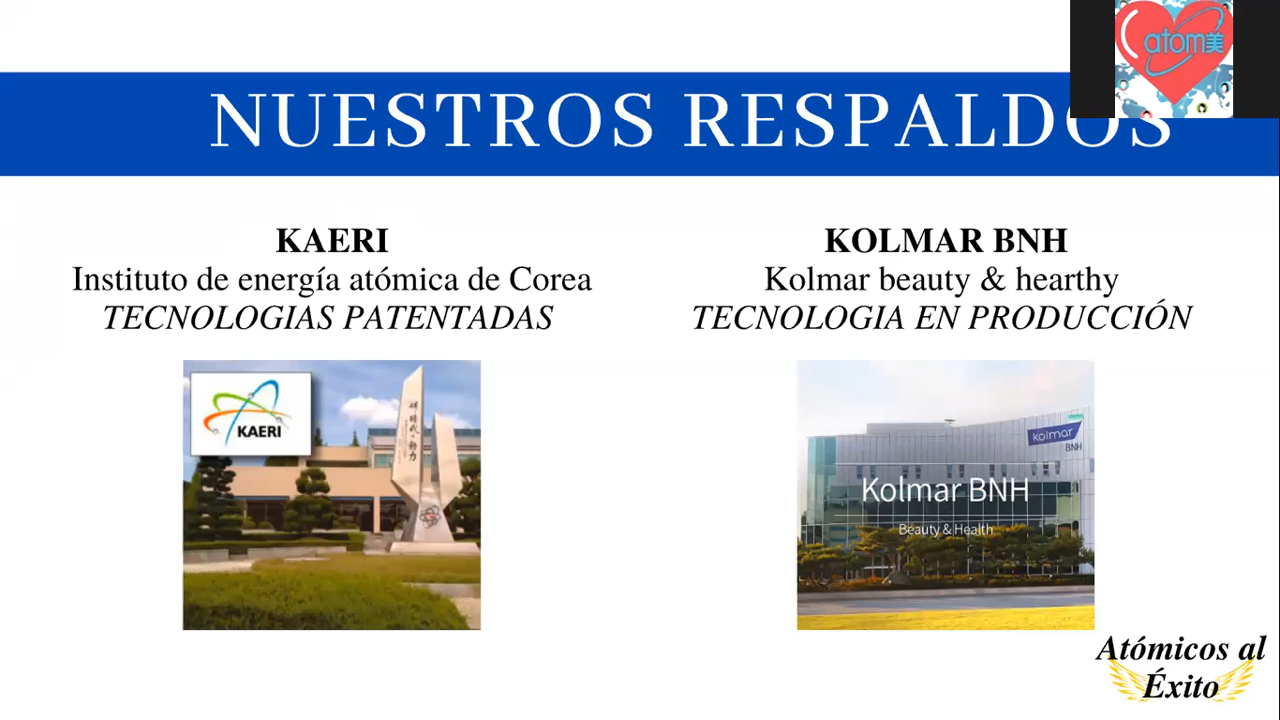 atom美
NUESTROS RESPALDOS
KAERI
Instituto de energía atómica de Corea
TECNOLOGIAS PATENTADAS
KOLMAR BNH
Kolmar beauty & hearthy
TECNOLOGIA EN PRODUCCIÓN
KAERI
kolmar
BNH
Kolmar BNH
Beauty & Health
Atómicos al
Éxito